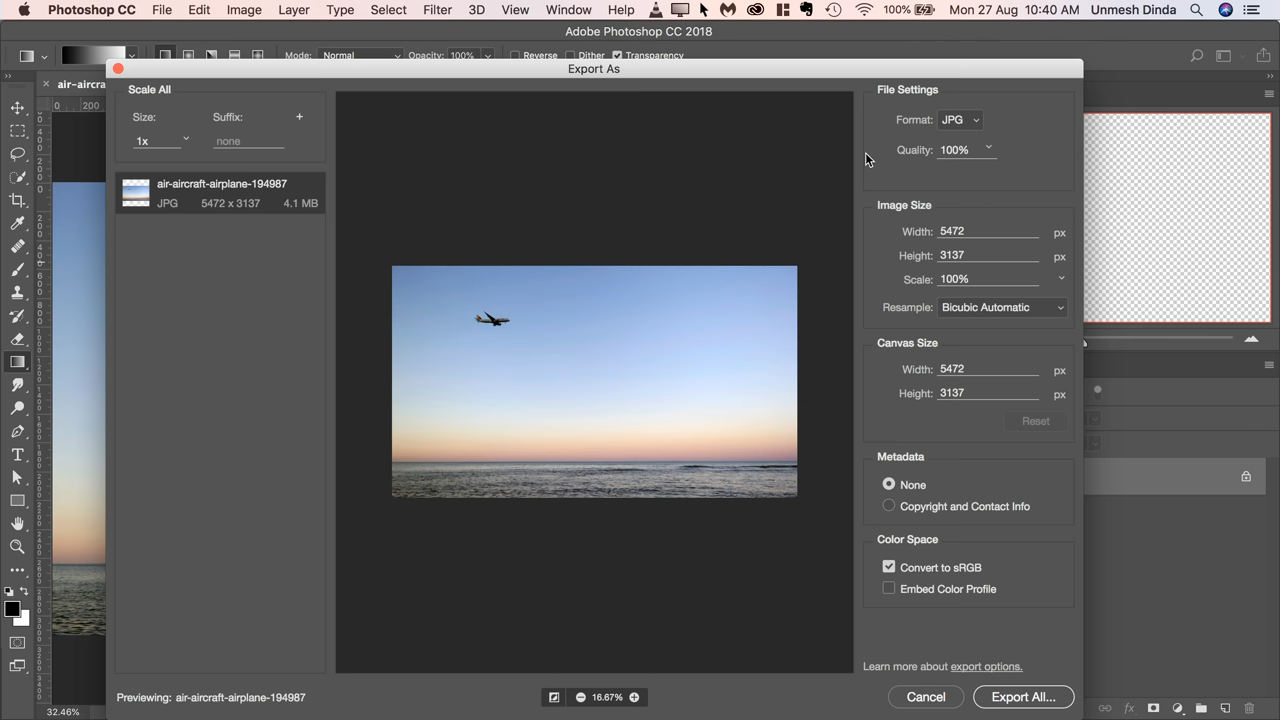 Photoshop CC File Edit Image Layer Type Select Filter 3D View Window Help 100% Mon 27 Aug 10:40 AM Unmesh Dinda
Adobe Photoshop CC 2018
Mode: Normal Opacity: 100% Reverse Dither Transparency
Export As
air-aircra
0 200
Scale All
Size: Suffix: +
1x none
air-aircraft-airplane-194987
JPG 5472 x 3137 4.1 MB
File Settings
Format: JPG
Quality: 100%
Image Size
Width: 5472 px
Height: 3137 px
Scale: 100%
Resample: Bicubic Automatic
Canvas Size
Width: 5472 px
Height: 3137 px
Reset
Metadata
None
Copyright and Contact Info
Color Space
Convert to sRGB
Embed Color Profile
Learn more about export options.
Previewing: air-aircraft-airplane-194987
16.67%
Cancel Export All...
32.46%
fx